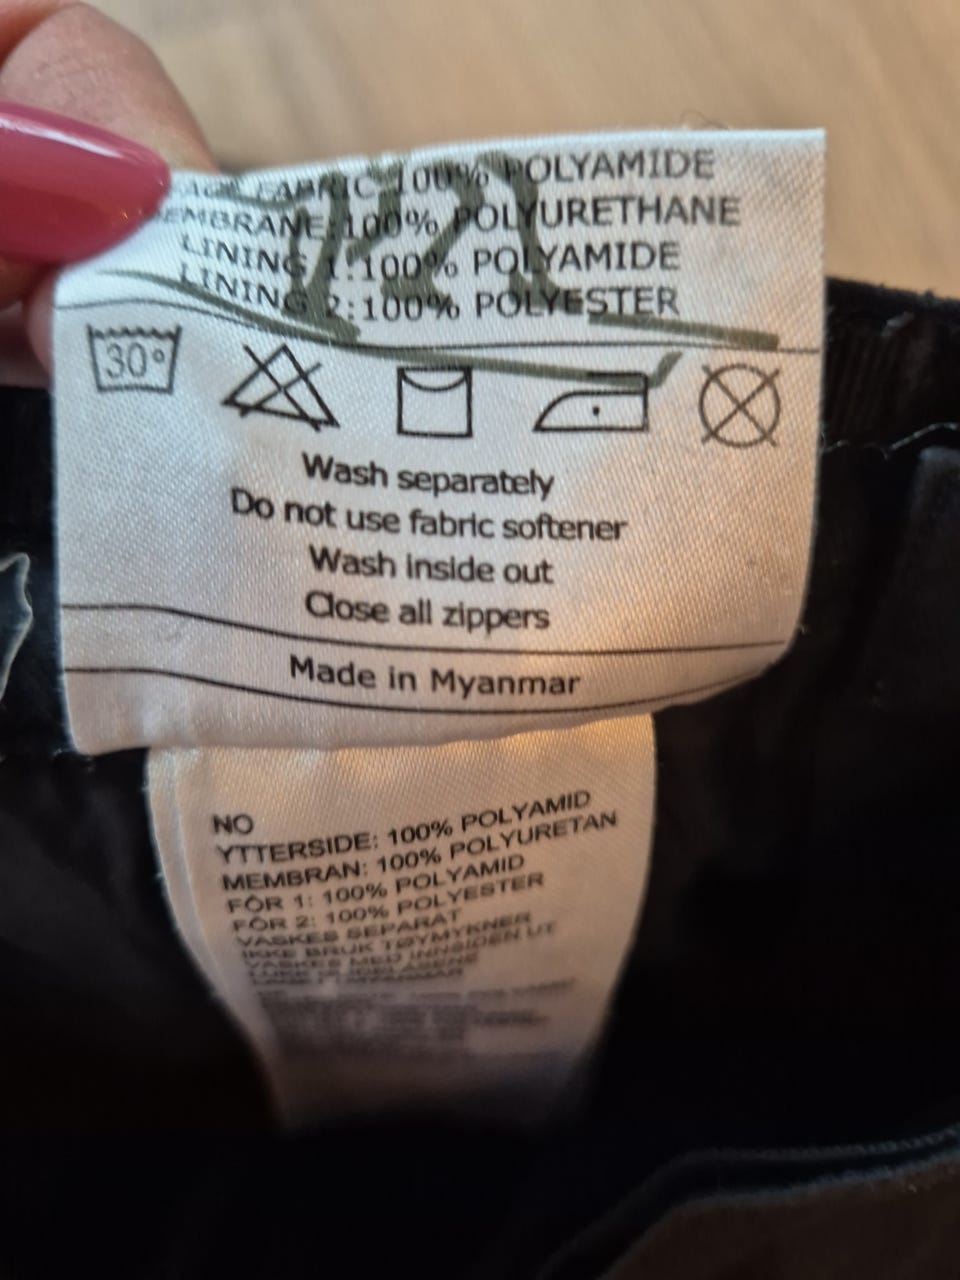 FABRIC 100% POLYAMIDE
MEMBRANE:100% POLYURETHANE
LINING 1:100% POLYAMIDE
LINING 2:100% POLYESTER
30°
Wash separately
Do not use fabric softener
Wash inside out
Close all zippers
Made in Myanmar
NO
YTTERSIDE: 100% POLYAMID
MEMBRAN: 100% POLYURETAN
FÔR 1: 100% POLYAMID
FÔR 2: 100% POLYESTER
VASKES SEPARAT
IKKE BRUK TØYMYKNER
VASKES MED INNSIDEN UT